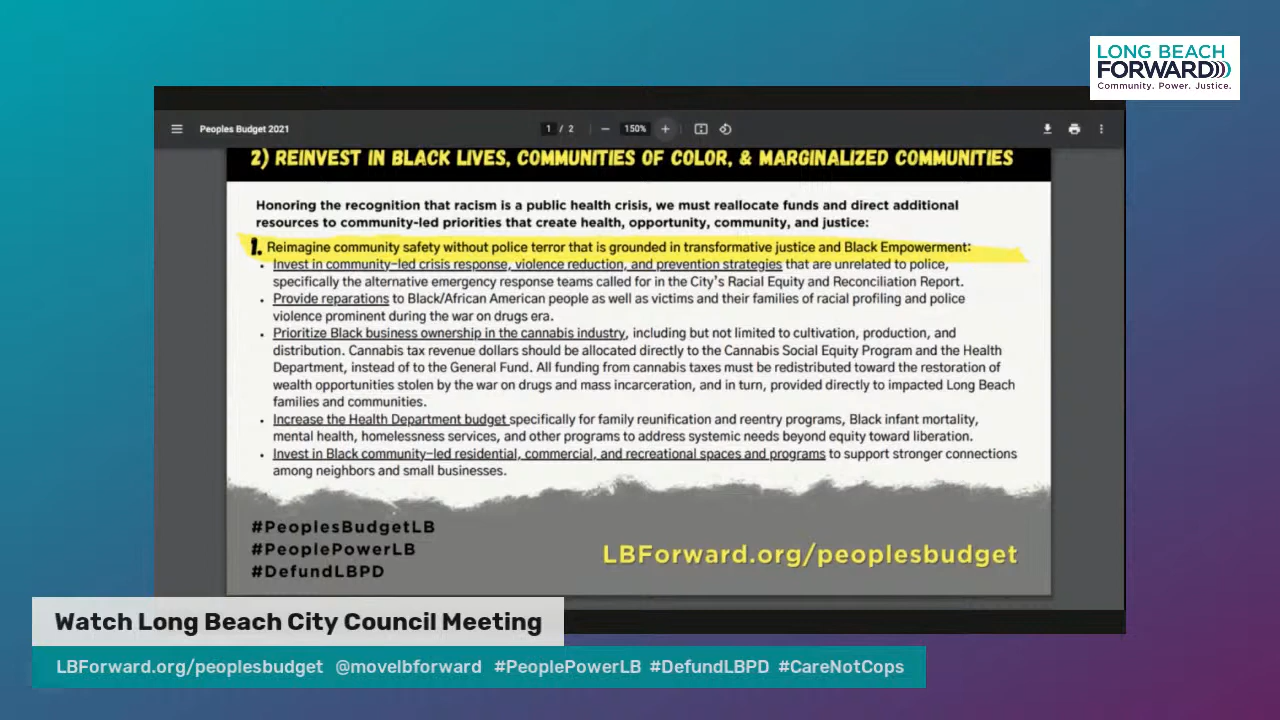 LONG BEACH
FORWARD
Community. Power. Justice.
Peoples Budget 2021
1 / 2
150%
2) REINVEST IN BLACK LIVES, COMMUNITIES OF COLOR, & MARGINALIZED COMMUNITIES
Honoring the recognition that racism is a public health crisis, we must reallocate funds and direct additional
resources to community-led priorities that create health, opportunity, community, and justice:
1. Reimagine community safety without police terror that is grounded in transformative justice and Black Empowerment:
• Invest in community-led crisis response, violence reduction, and prevention strategies that are unrelated to police,
specifically the alternative emergency response teams called for in the City's Racial Equity and Reconciliation Report.
• Provide reparations to Black/African American people as well as victims and their families of racial profiling and police
violence prominent during the war on drugs era.
• Prioritize Black business ownership in the cannabis industry, including but not limited to cultivation, production, and
distribution. Cannabis tax revenue dollars should be allocated directly to the Cannabis Social Equity Program and the Health
Department, instead of to the General Fund. All funding from cannabis taxes must be redistributed toward the restoration of
wealth opportunities stolen by the war on drugs and mass incarceration, and in turn, provided directly to impacted Long Beach
families and communities.
• Increase the Health Department budget specifically for family reunification and reentry programs, Black infant mortality,
mental health, homelessness services, and other programs to address systemic needs beyond equity toward liberation.
• Invest in Black community-led residential, commercial, and recreational spaces and programs to support stronger connections
among neighbors and small businesses.
#PeoplesBudgetLB
#PeoplePowerLB
#DefundLBPD
LBForward.org/peoplesbudget
Watch Long Beach City Council Meeting
LBForward.org/peoplesbudget @movelbforward #PeoplePowerLB #DefundLBPD #CareNotCops